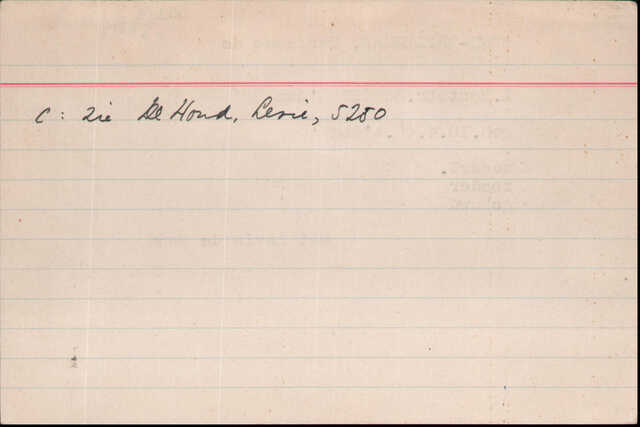 C: zie De Hond, Levie, 5280